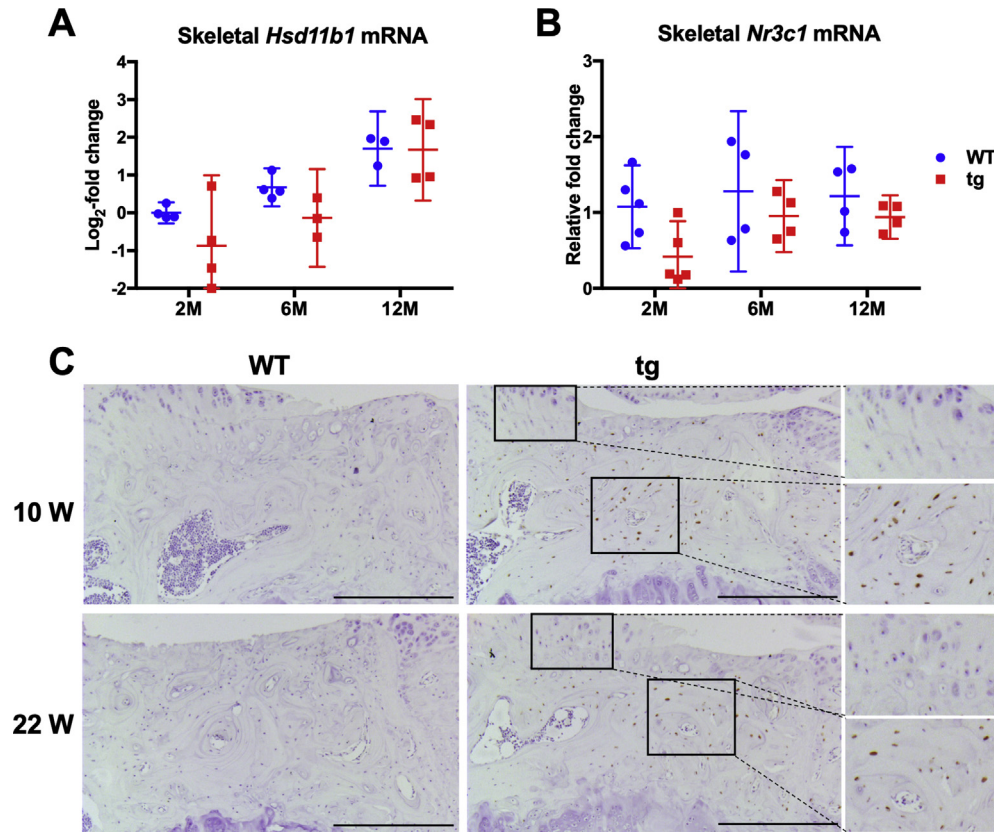 A
Skeletal Hsd11b1 mRNA
Log2-fold change
4
3
2
1
0
-1
-2
2M 6M 12M
B
Skeletal Nr3c1 mRNA
Relative fold change
3
2
1
0
2M 6M 12M
WT
tg
C
WT tg
10 W
22 W